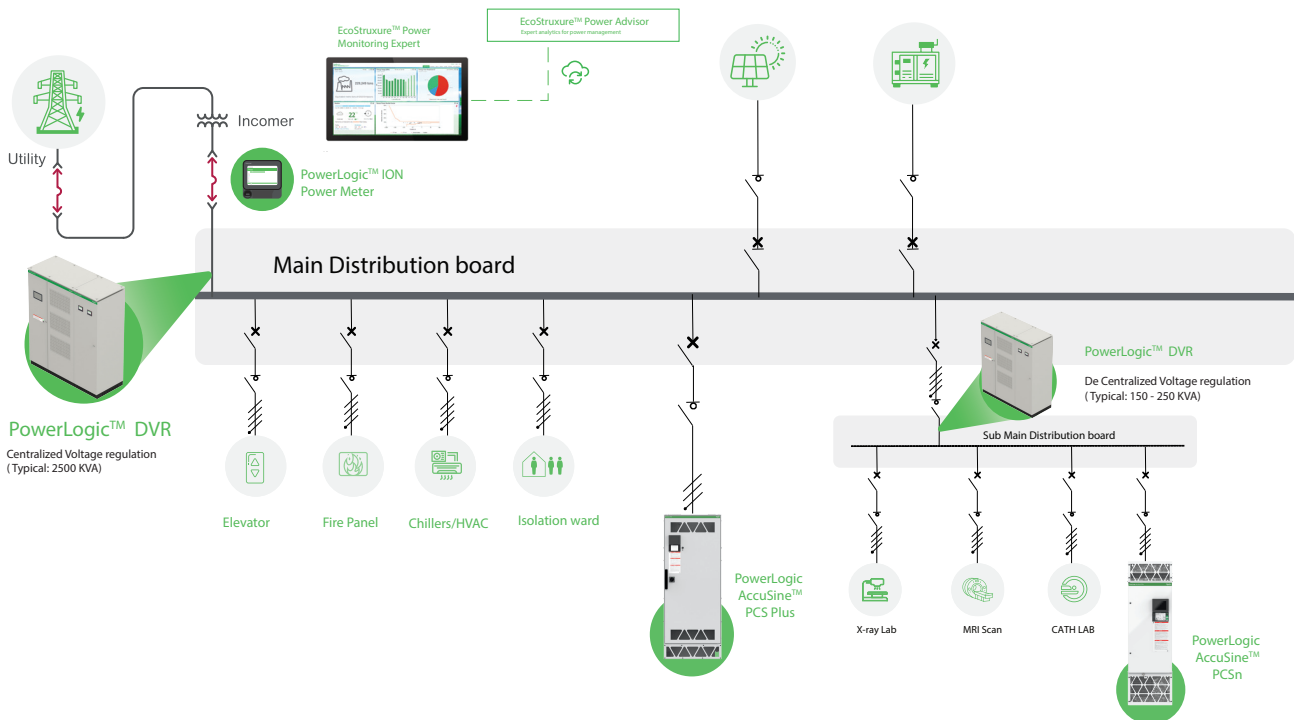 EcoStruxure™ Power
Monitoring Expert
EcoStruxure™ Power Advisor
Expert analytics for power management
Utility
Incomer
PowerLogic™ ION
Power Meter
Main Distribution board
PowerLogic™ DVR
Centralized Voltage regulation
( Typical: 2500 KVA)
PowerLogic™ DVR
De Centralized Voltage regulation
( Typical: 150 - 250 KVA)
Sub Main Distribution board
Elevator
Fire Panel
Chillers/HVAC
Isolation ward
PowerLogic
AccuSine™
PCS Plus
X-ray Lab
MRI Scan
CATH LAB
PowerLogic
AccuSine™
PCSn